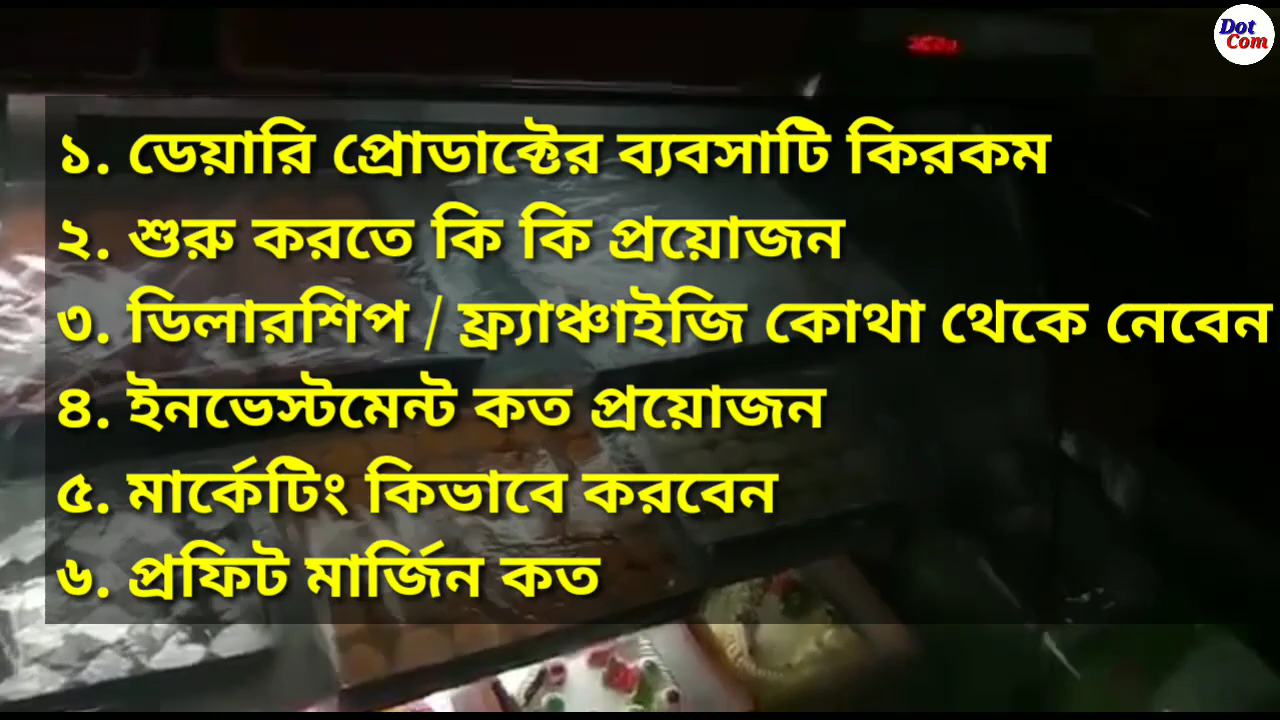 Dot
Com
১. ডেয়ারি প্রোডাক্টের ব্যবসাটি কিরকম
২. শুরু করতে কি কি প্রয়োজন
৩. ডিলারশিপ / ফ্র্যাঞ্চাইজি কোথা থেকে নেবেন
৪. ইনভেস্টমেন্ট কত প্রয়োজন
৫. মার্কেটিং কিভাবে করবেন
৬. প্রফিট মার্জিন কত